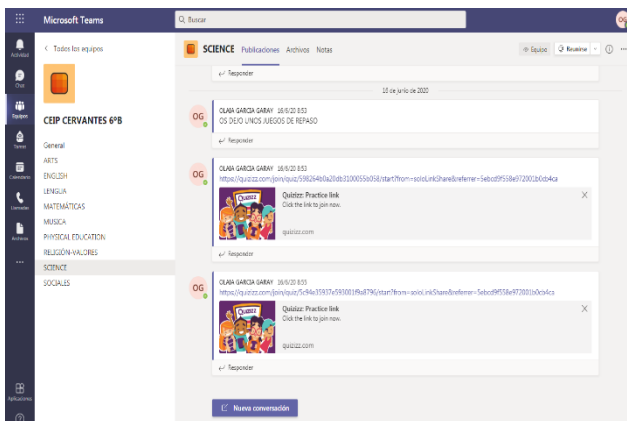 Microsoft Teams
Buscar
OG
Actividad
Chat
Equipos
Tareas
Calendario
Llamadas
Archivos
Aplicaciones
Todos los equipos
CEIP CERVANTES 6ºB
General
ARTS
ENGLISH
LENGUA
MATEMÁTICAS
MUSICA
PHYSICAL EDUCATION
RELIGIÓN-VALORES
SCIENCE
SOCIALES
SCIENCE Publicaciones Archivos Notas
Equipo Reunirse
Responder
16 de junio de 2020
OG
OLAIA GARCIA GARAY 16/6/20 8:53
OS DEJO UNOS JUEGOS DE REPASO
Responder
OG
OLAIA GARCIA GARAY 16/6/20 8:53
Quizizz
Quizizz: Practice link
Click the link to join now.
quizizz.com
Responder
OG
OLAIA GARCIA GARAY 16/6/20 8:53
Quizizz
Quizizz: Practice link
Click the link to join now.
quizizz.com
Responder
Nueva conversación